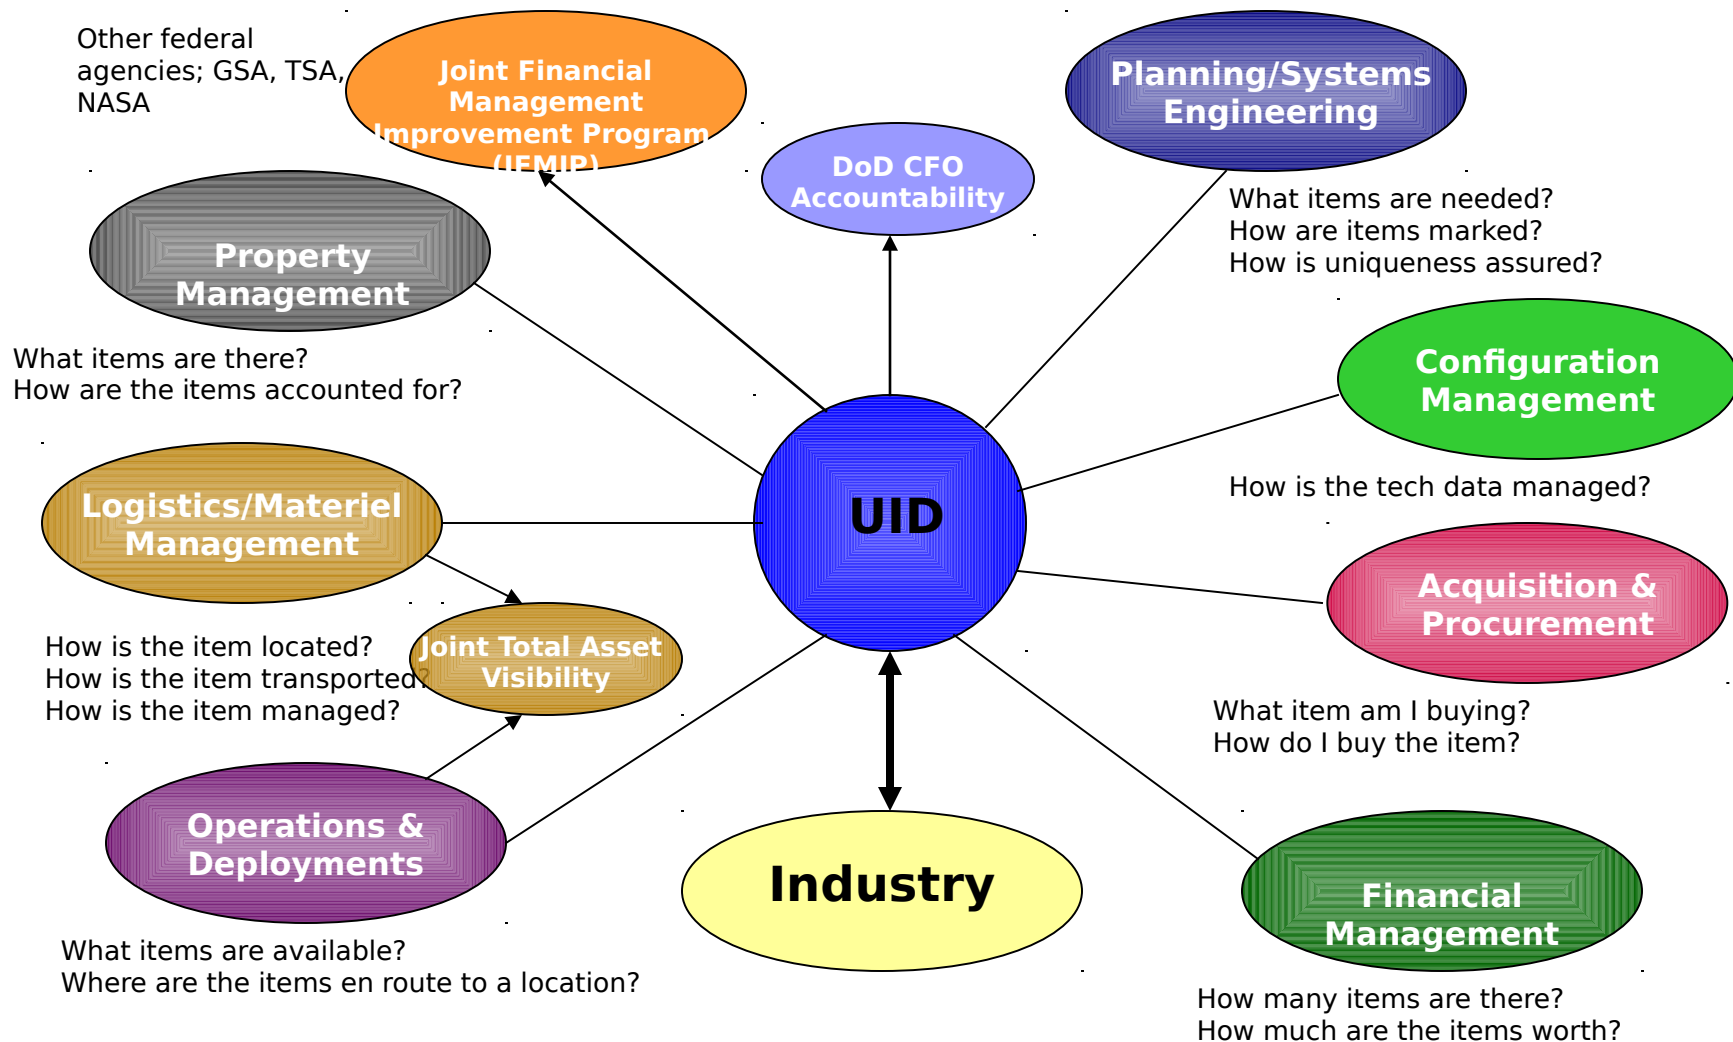 Other federal
agencies; GSA, TSA,
NASA
Joint Financial
Management
Improvement Program
(JFMIP)
DoD CFO
Accountability
Planning/Systems
Engineering
What items are needed?
How are items marked?
How is uniqueness assured?
Property
Management
What items are there?
How are the items accounted for?
Configuration
Management
How is the tech data managed?
Logistics/Materiel
Management
UID
Acquisition &
Procurement
How is the item located?
How is the item transported?
How is the item managed?
Joint Total Asset
Visibility
What item am I buying?
How do I buy the item?
Operations &
Deployments
What items are available?
Where are the items en route to a location?
Industry
Financial
Management
How many items are there?
How much are the items worth?